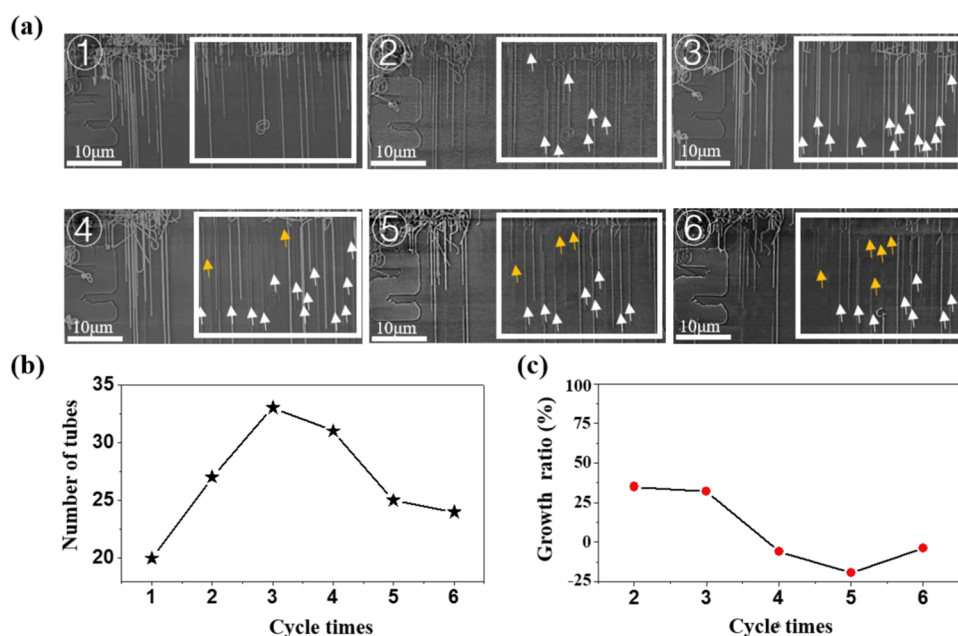 (a)
① ② ③
10μm 10μm 10μm
④ ⑤ ⑥
10μm 10μm 10μm
(b) (c)
Number of tubes
35
30
25
20
1 2 3 4 5 6
Cycle times
Growth ratio (%)
100
75
50
25
0
-25
2 3 4 5 6
Cycle times